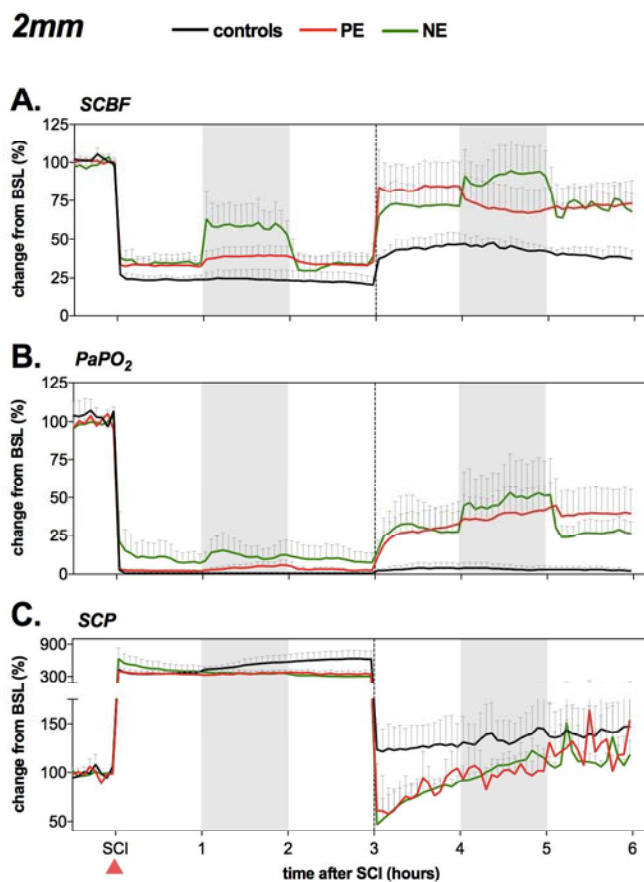 2mm
controls PE NE
A. SCBF
125
100
75
50
25
0
change from BSL (%)
B. PaPO₂
125
100
75
50
25
0
change from BSL (%)
C. SCP
900
300
150
100
50
change from BSL (%)
SCI 1 2 3 4 5 6
time after SCI (hours)